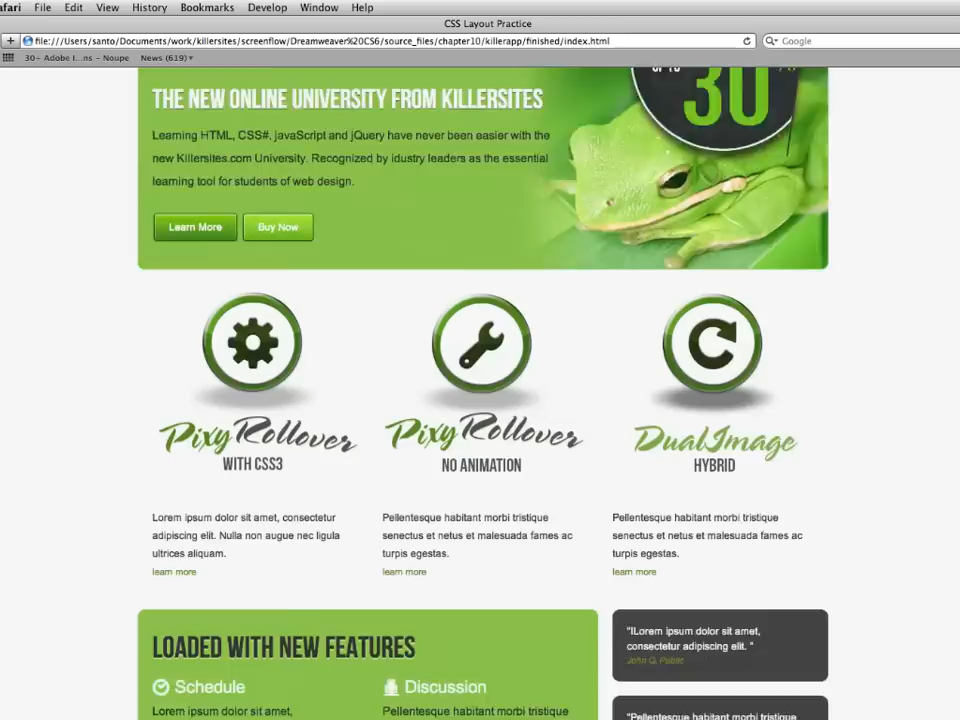 afari File Edit View History Bookmarks Develop Window Help
CSS Layout Practice
+ file:///Users/santo/Documents/work/killersites/screenflow/Dreamweaver%20CS6/source_files/chapter10/killerapp/finished/index.html
Google
30+ Adobe I...ns – Noupe News (619)
30
THE NEW ONLINE UNIVERSITY FROM KILLERSITES
Learning HTML, CSS#, javaScript and jQuery have never been easier with the
new Killersites.com University. Recognized by idustry leaders as the essential
learning tool for students of web design.
Learn More Buy Now
PixyRollover
WITH CSS3
PixyRollover
NO ANIMATION
DualImage
HYBRID
Lorem ipsum dolor sit amet, consectetur
adipiscing elit. Nulla non augue nec ligula
ultrices aliquam.
learn more
Pellentesque habitant morbi tristique
senectus et netus et malesuada fames ac
turpis egestas.
learn more
Pellentesque habitant morbi tristique
senectus et netus et malesuada fames ac
turpis egestas.
learn more
LOADED WITH NEW FEATURES
Schedule
Lorem ipsum dolor sit amet,
Discussion
Pellentesque habitant morbi tristique
"ILorem ipsum dolor sit amet,
consectetur adipiscing elit. "
John Q. Public
"Pellentesque habitant morbi